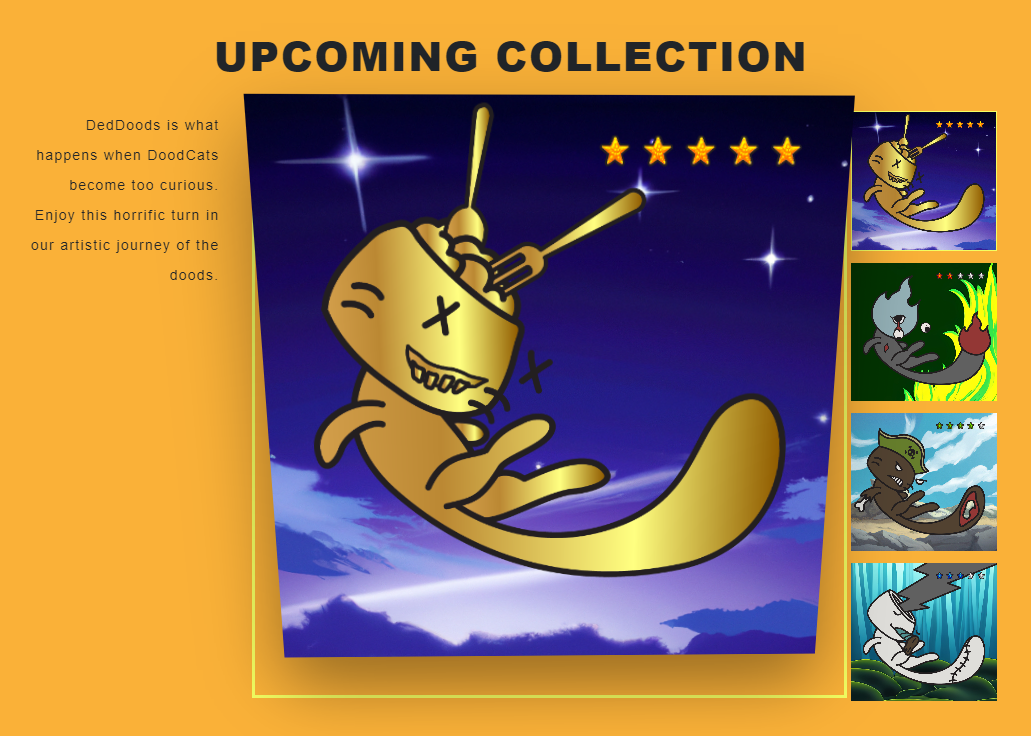 UPCOMING COLLECTION
DedDoods is what
happens when DoodCats
become too curious.
Enjoy this horrific turn in
our artistic journey of the
doods.